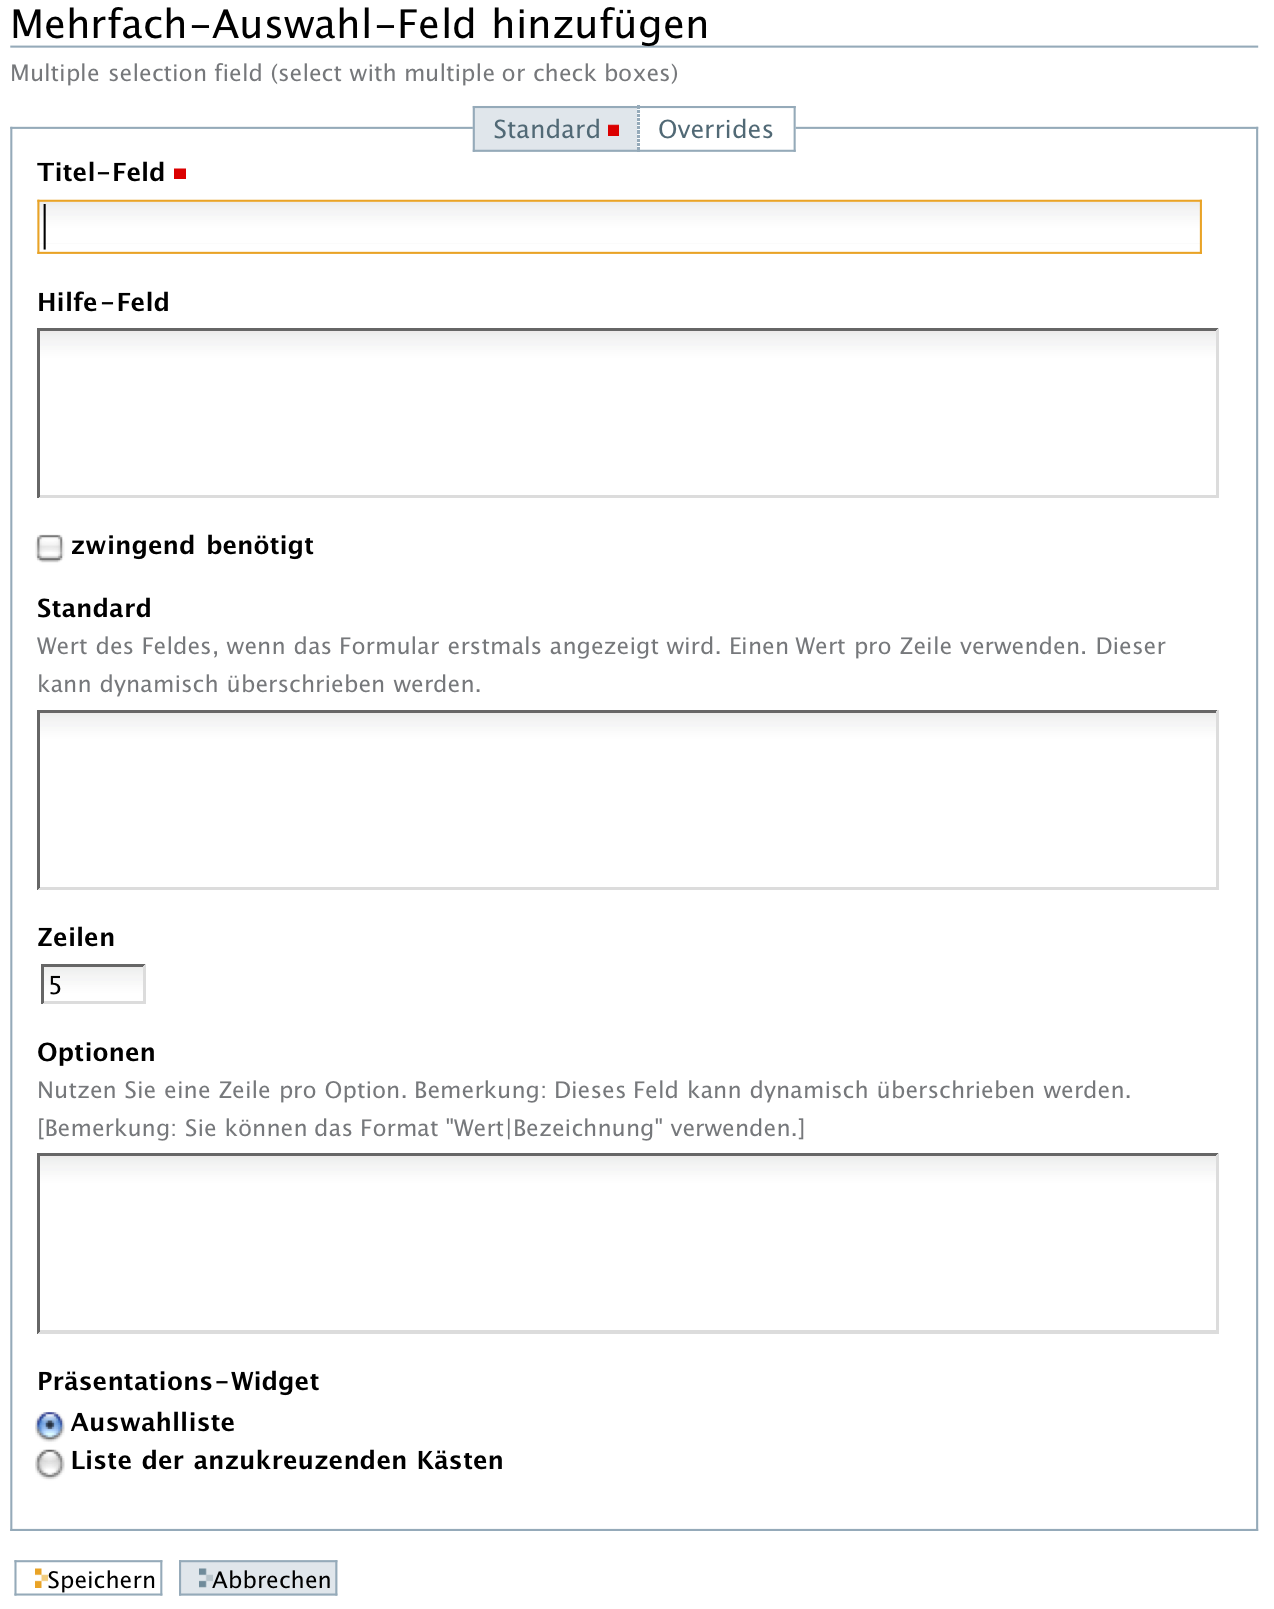 Mehrfach-Auswahl-Feld hinzufügen
Multiple selection field (select with multiple or check boxes)
Standard Overrides
Titel-Feld
Hilfe-Feld
zwingend benötigt
Standard
Wert des Feldes, wenn das Formular erstmals angezeigt wird. Einen Wert pro Zeile verwenden. Dieser
kann dynamisch überschrieben werden.
Zeilen
5
Optionen
Nutzen Sie eine Zeile pro Option. Bemerkung: Dieses Feld kann dynamisch überschrieben werden.
[Bemerkung: Sie können das Format "Wert|Bezeichnung" verwenden.]
Präsentations-Widget
Auswahlliste
Liste der anzukreuzenden Kästen
Speichern Abbrechen